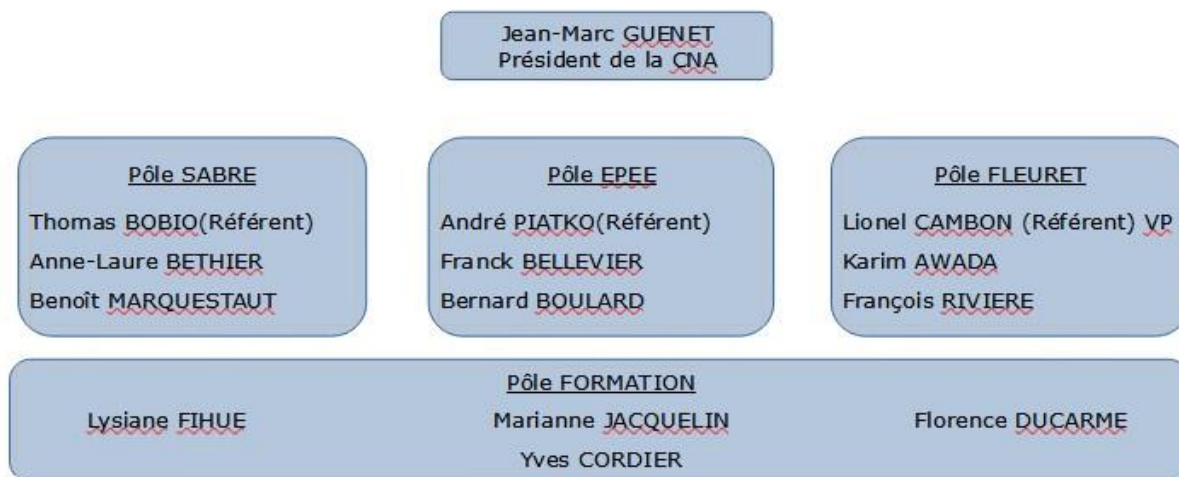 Jean-Marc GUENET
Président de la CNA
Pôle SABRE
Thomas BOBIO(Référent)
Anne-Laure BETHIER
Benoît MARQUESTAUT
Pôle EPEE
André PIATKO(Référent)
Franck BELLEVIER
Bernard BOULARD
Pôle FLEURET
Lionel CAMBON (Référent) VP
Karim AWADA
François RIVIERE
Pôle FORMATION
Lysiane FIHUE Marianne JACQUELIN Florence DUCARME
Yves CORDIER